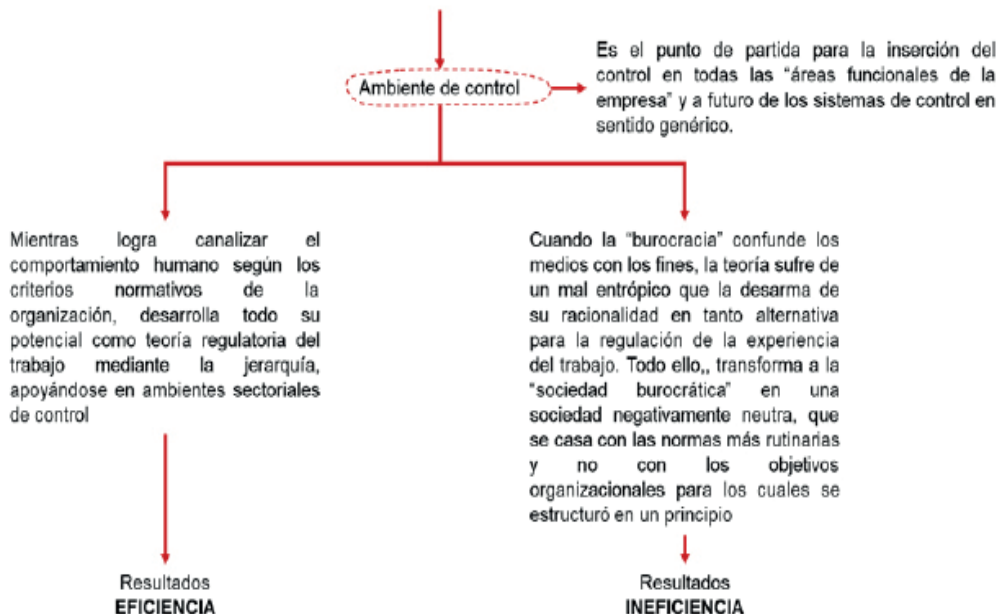 Ambiente de control
Es el punto de partida para la inserción del
control en todas las “áreas funcionales de la
empresa” y a futuro de los sistemas de control en
sentido genérico.
Mientras logra canalizar el
comportamiento humano según los
criterios normativos de la
organización, desarrolla todo su
potencial como teoría regulatoria del
trabajo mediante la jerarquía,
apoyándose en ambientes sectoriales
de control
Resultados
EFICIENCIA
Cuando la “burocracia” confunde los
medios con los fines, la teoría sufre de
un mal entrópico que la desarma de
su racionalidad en tanto alternativa
para la regulación de la experiencia
del trabajo. Todo ello,, transforma a la
“sociedad burocrática” en una
sociedad negativamente neutra, que
se casa con las normas más rutinarias
y no con los objetivos
organizacionales para los cuales se
estructuró en un principio
Resultados
INEFICIENCIA